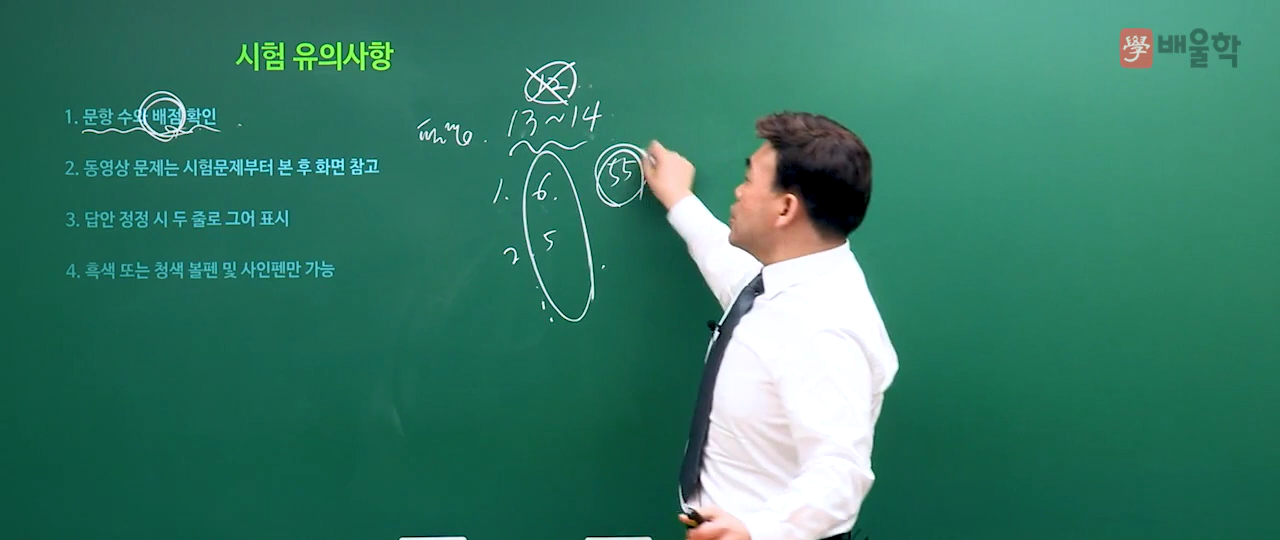 시험 유의사항
學 배울학
1. 문항 수와 배점 확인
2. 동영상 문제는 시험문제부터 본 후 화면 참고
3. 답안 정정 시 두 줄로 그어 표시
4. 흑색 또는 청색 볼펜 및 사인펜만 가능
12
13~14
1. 6.
55
2 5